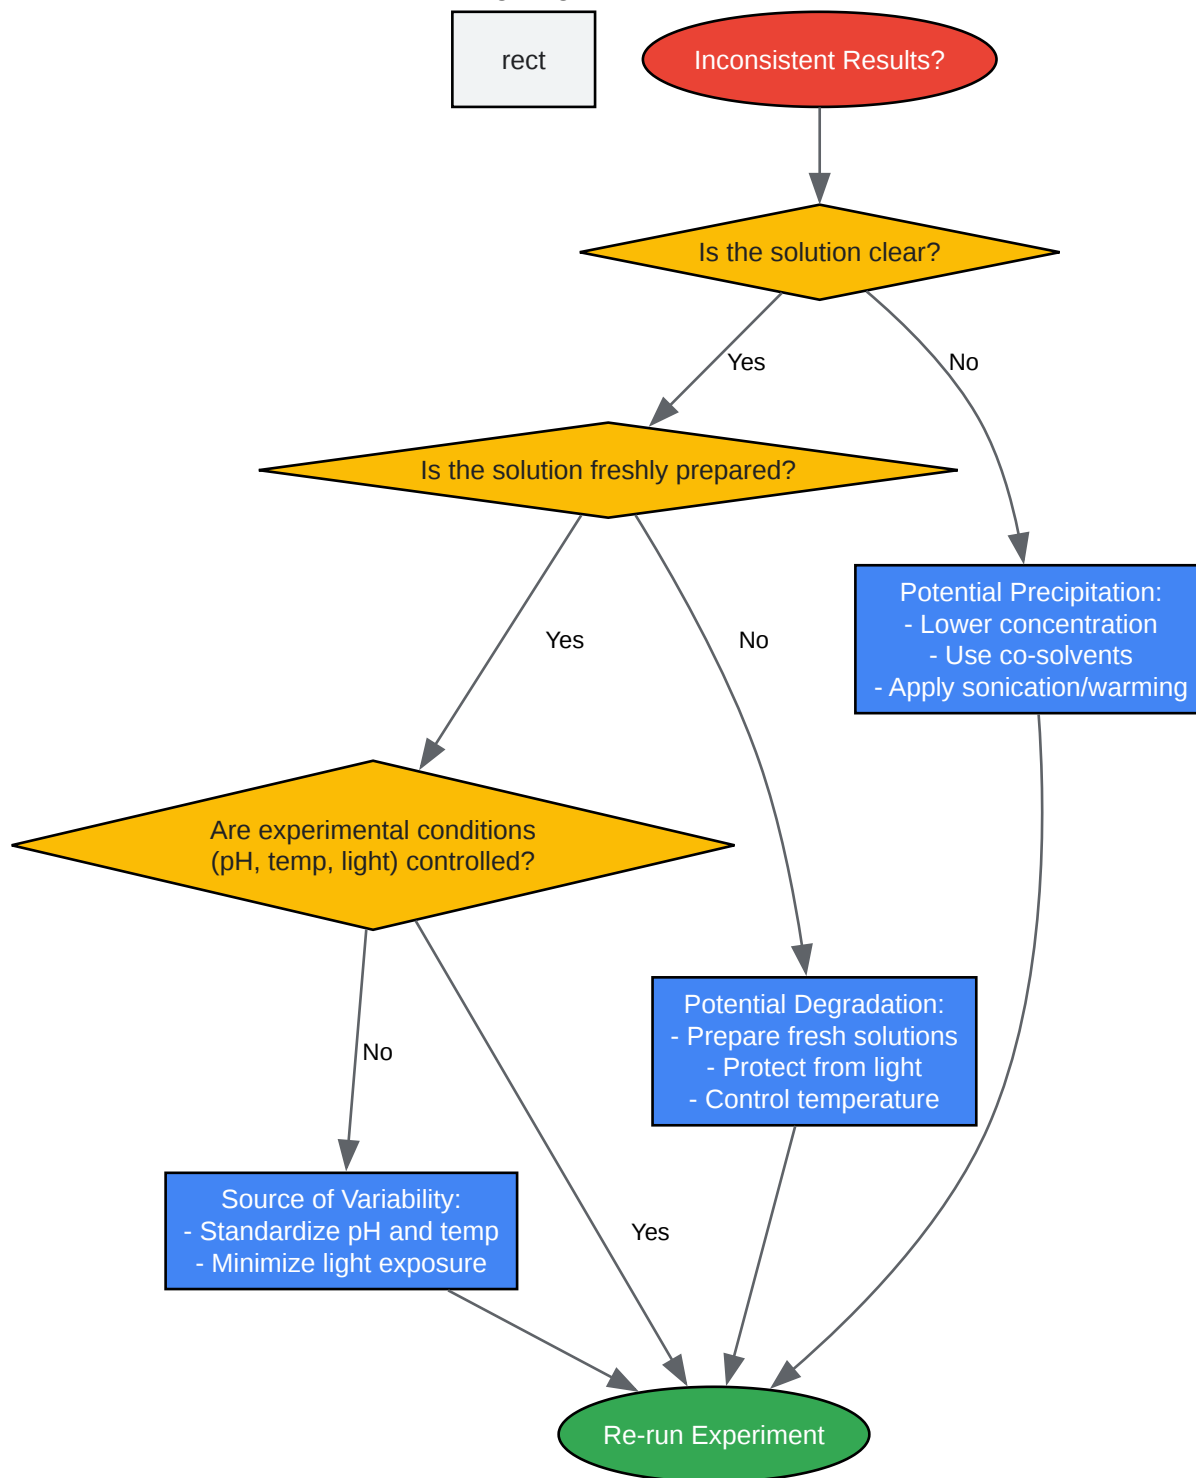 rect
Inconsistent Results?
Is the solution clear?
Yes
No
Is the solution freshly prepared?
Potential Precipitation:
- Lower concentration
- Use co-solvents
- Apply sonication/warming
Yes
No
Are experimental conditions
(pH, temp, light) controlled?
Potential Degradation:
- Prepare fresh solutions
- Protect from light
- Control temperature
No
Source of Variability:
- Standardize pH and temp
- Minimize light exposure
Yes
Re-run Experiment